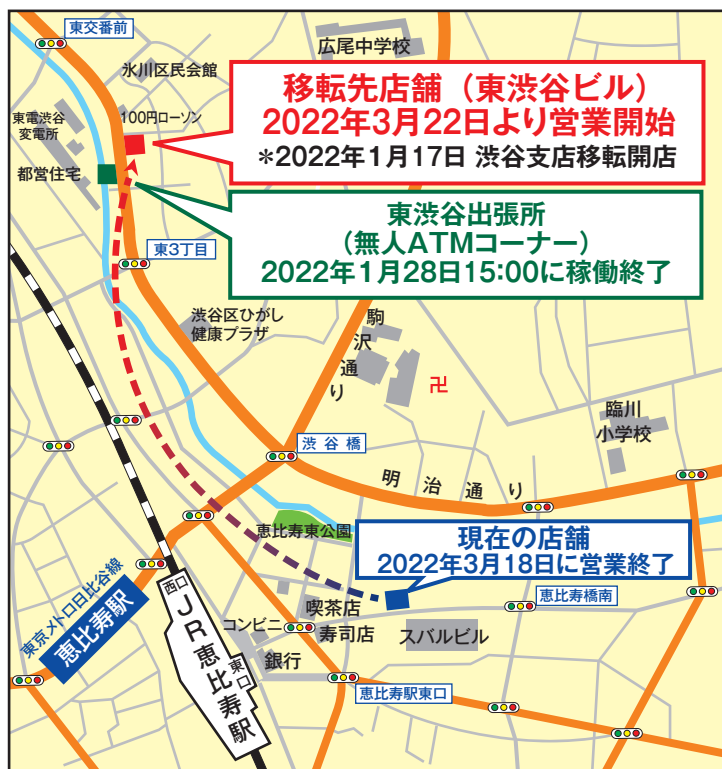 東交番前
広尾中学校
氷川区民会館
移転先店舗（東渋谷ビル）
2022年3月22日より営業開始
＊2022年1月17日 渋谷支店移転開店
東電渋谷
変電所
100円ローソン
都営住宅
東渋谷出張所
（無人ATMコーナー）
2022年1月28日15:00に稼働終了
東3丁目
渋谷区ひがし
健康プラザ
駒沢通り
卍
臨川
小学校
渋谷橋
明治通り
恵比寿東公園
現在の店舗
2022年3月18日に営業終了
東京メトロ日比谷線
恵比寿駅
西口
JR恵比寿駅
東口
コンビニ
喫茶店
寿司店
銀行
スバルビル
恵比寿橋南
恵比寿駅東口